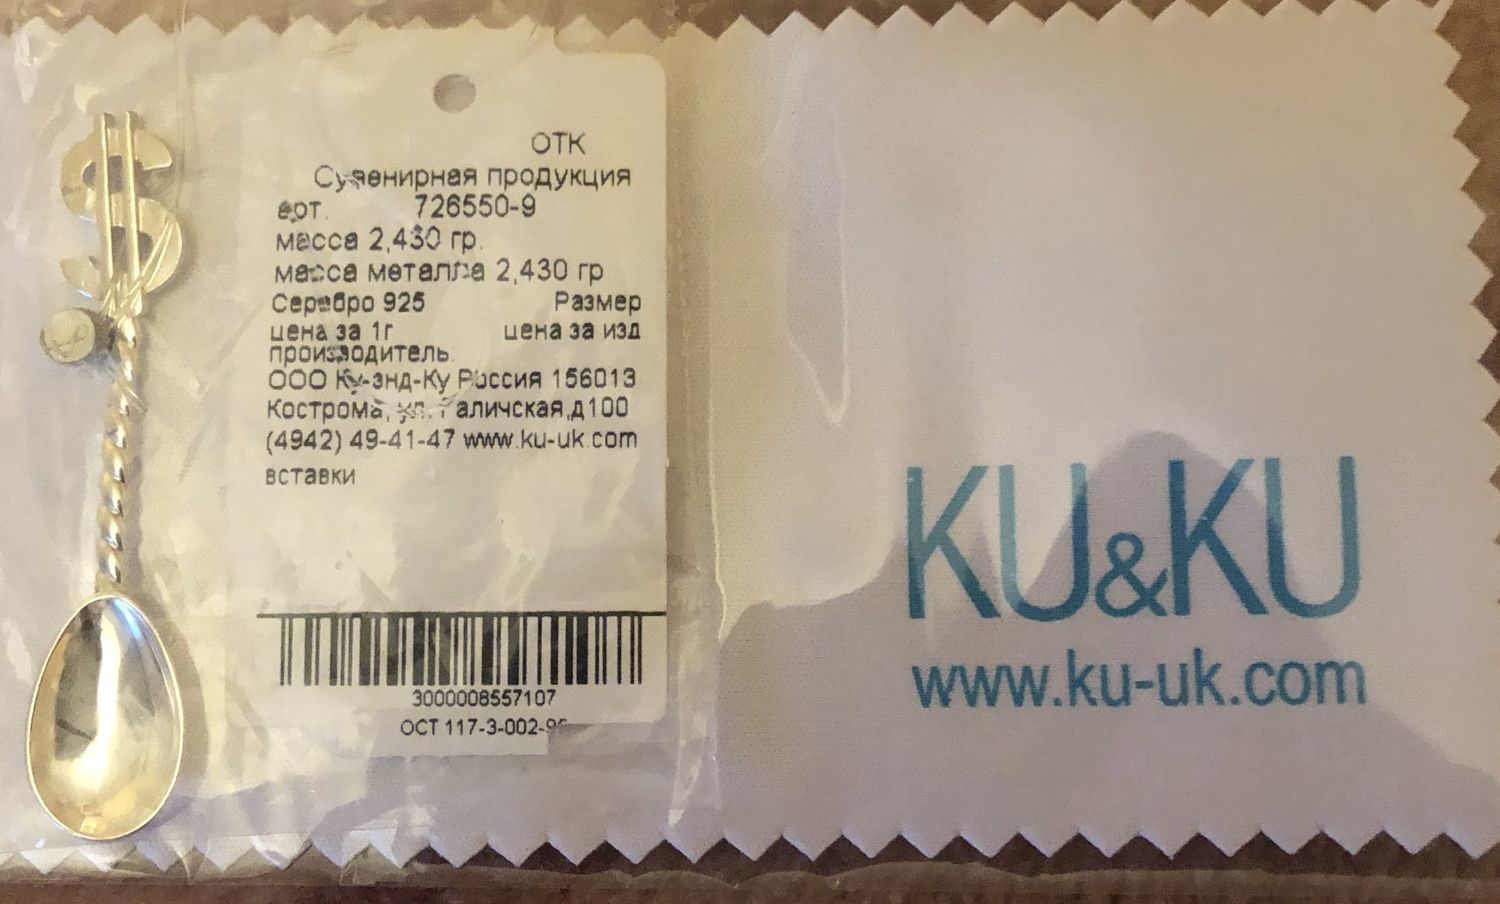 ОТК
Сувенирная продукция
арт. 726550-9
масса 2,430 гр.
масса металла 2,430 гр
Серебро 925 Размер
цена за 1г цена за изд
производитель
ООО Ку-энд-Ку Россия 156013
Кострома, ул. Галичская,д100
(4942) 49-41-47 www.ku-uk.com
вставки
3000008557107
ОСТ 117-3-002-95
KU&KU
www.ku-uk.com